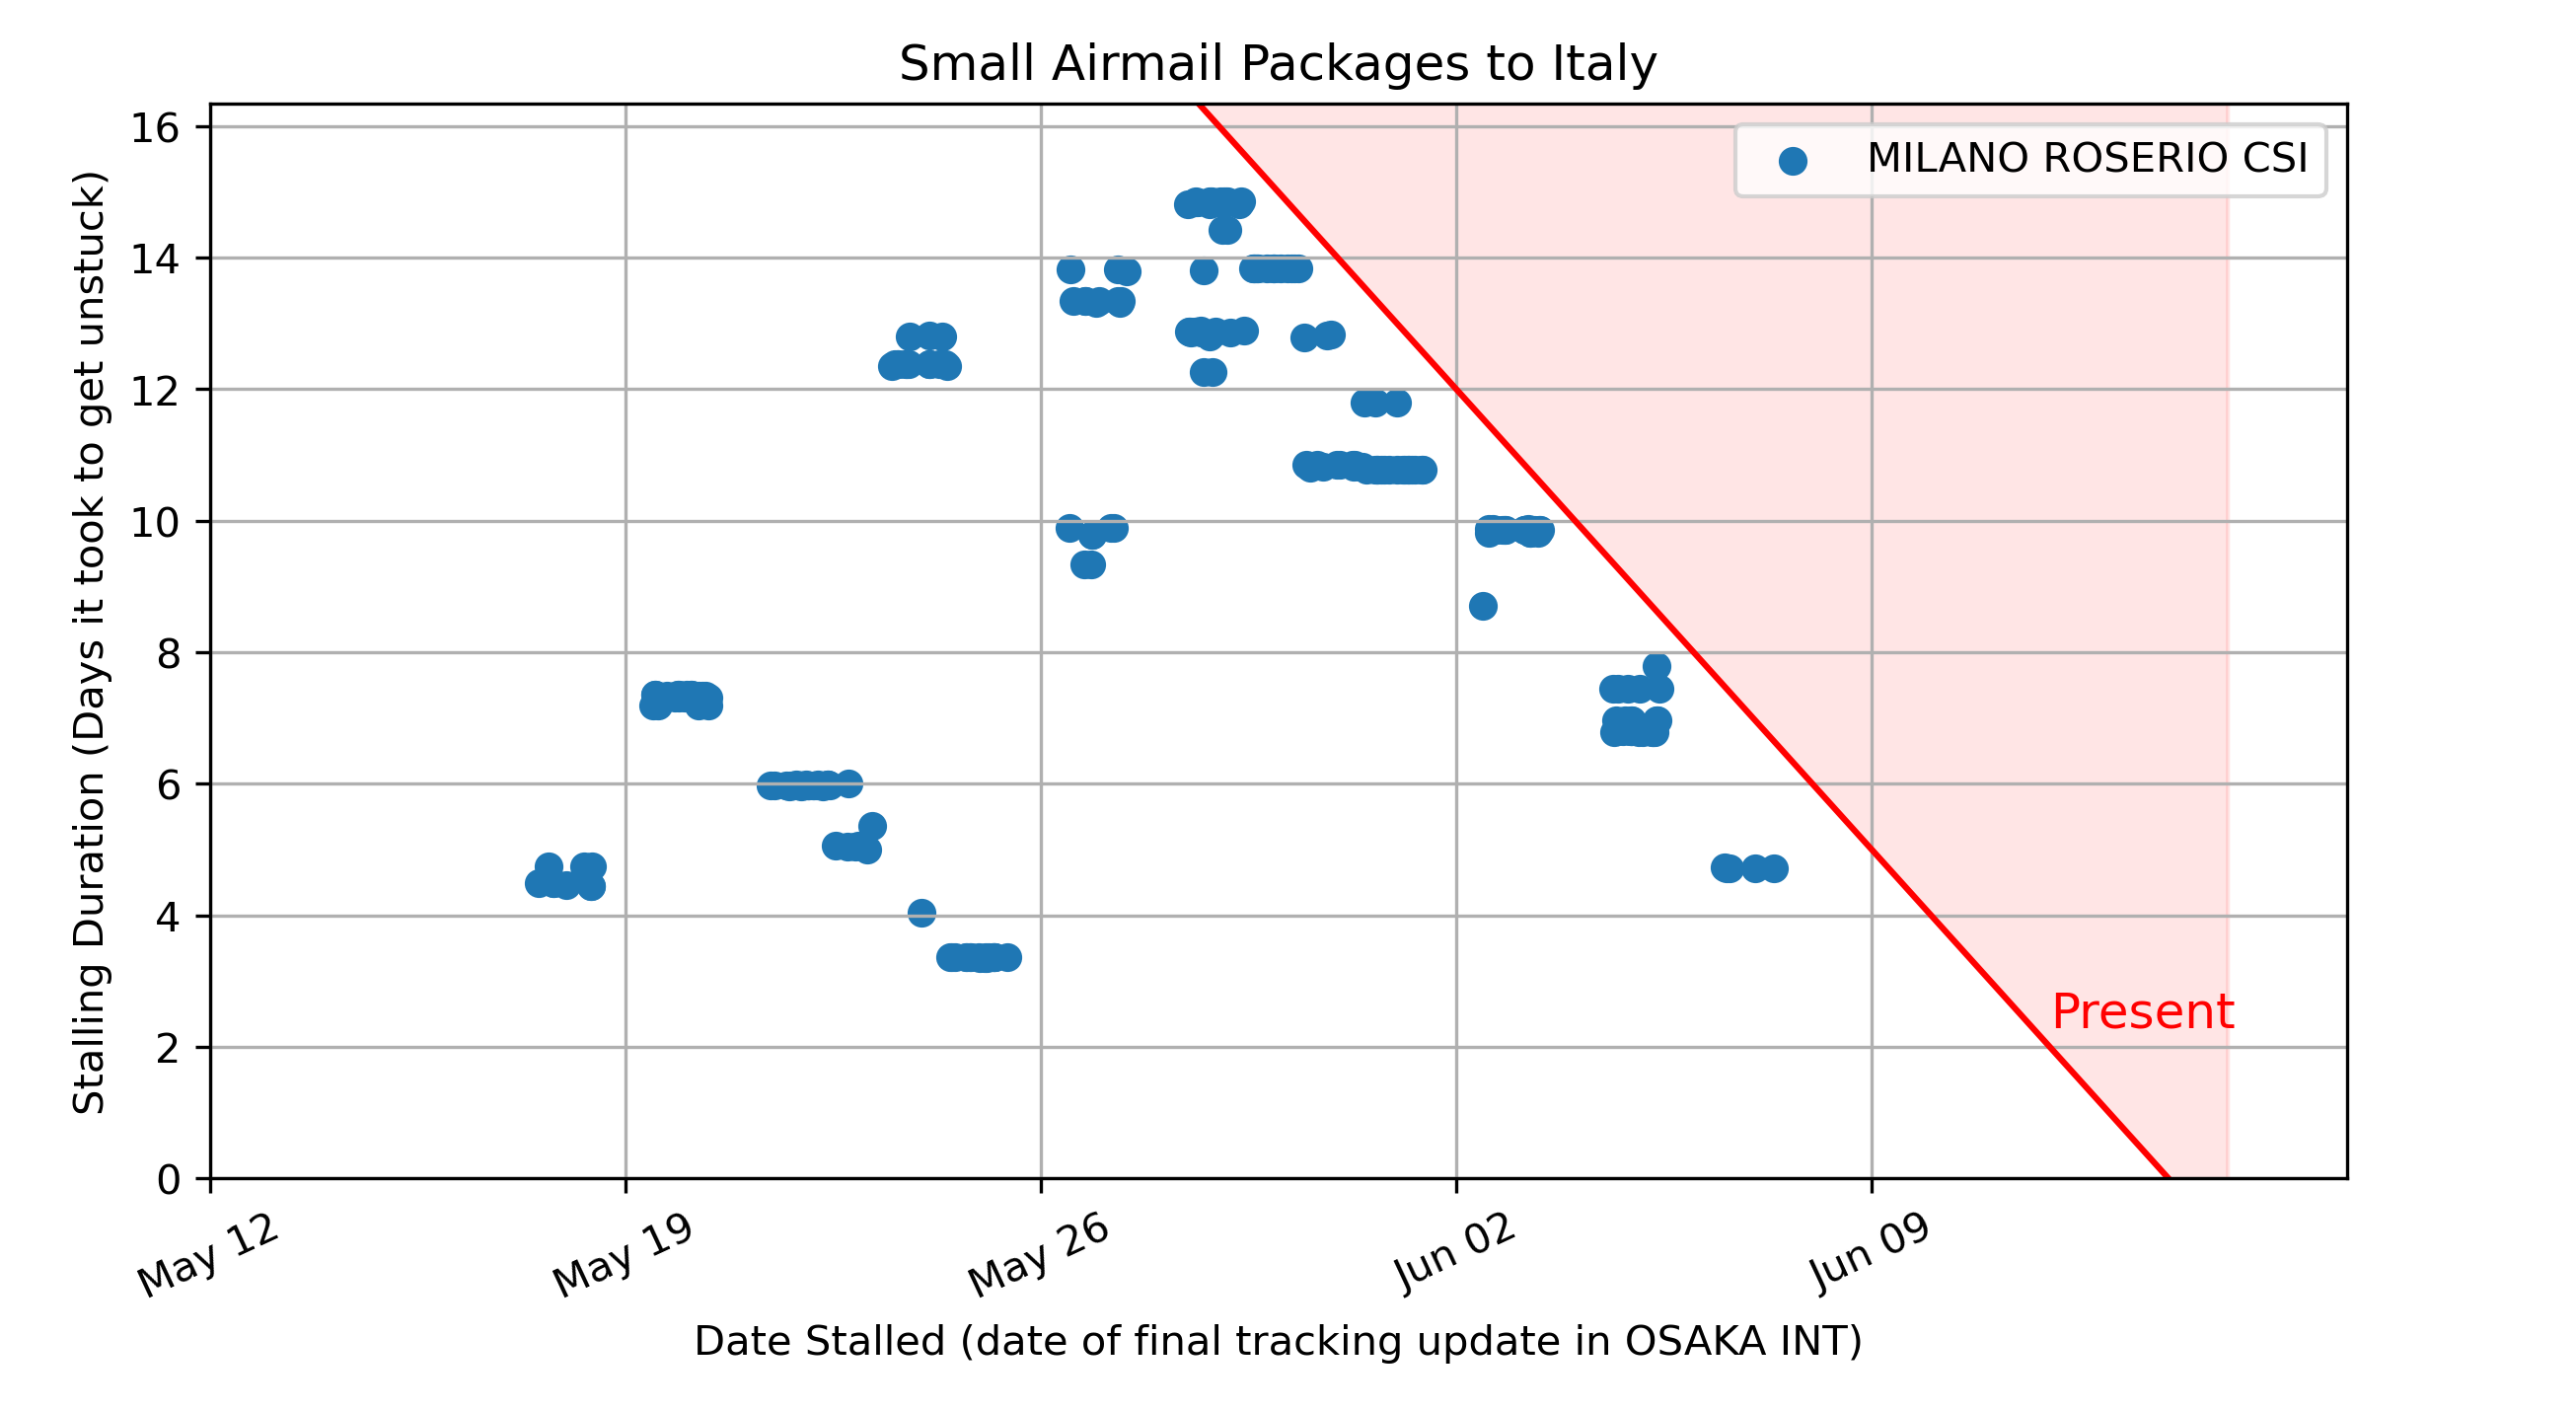 Small Airmail Packages to Italy
MILANO ROSERIO CSI
Stalling Duration (Days it took to get unstuck)
16
14
12
10
8
6
4
2
0
Present
May 12
May 19
May 26
Jun 02
Jun 09
Date Stalled (date of final tracking update in OSAKA INT)